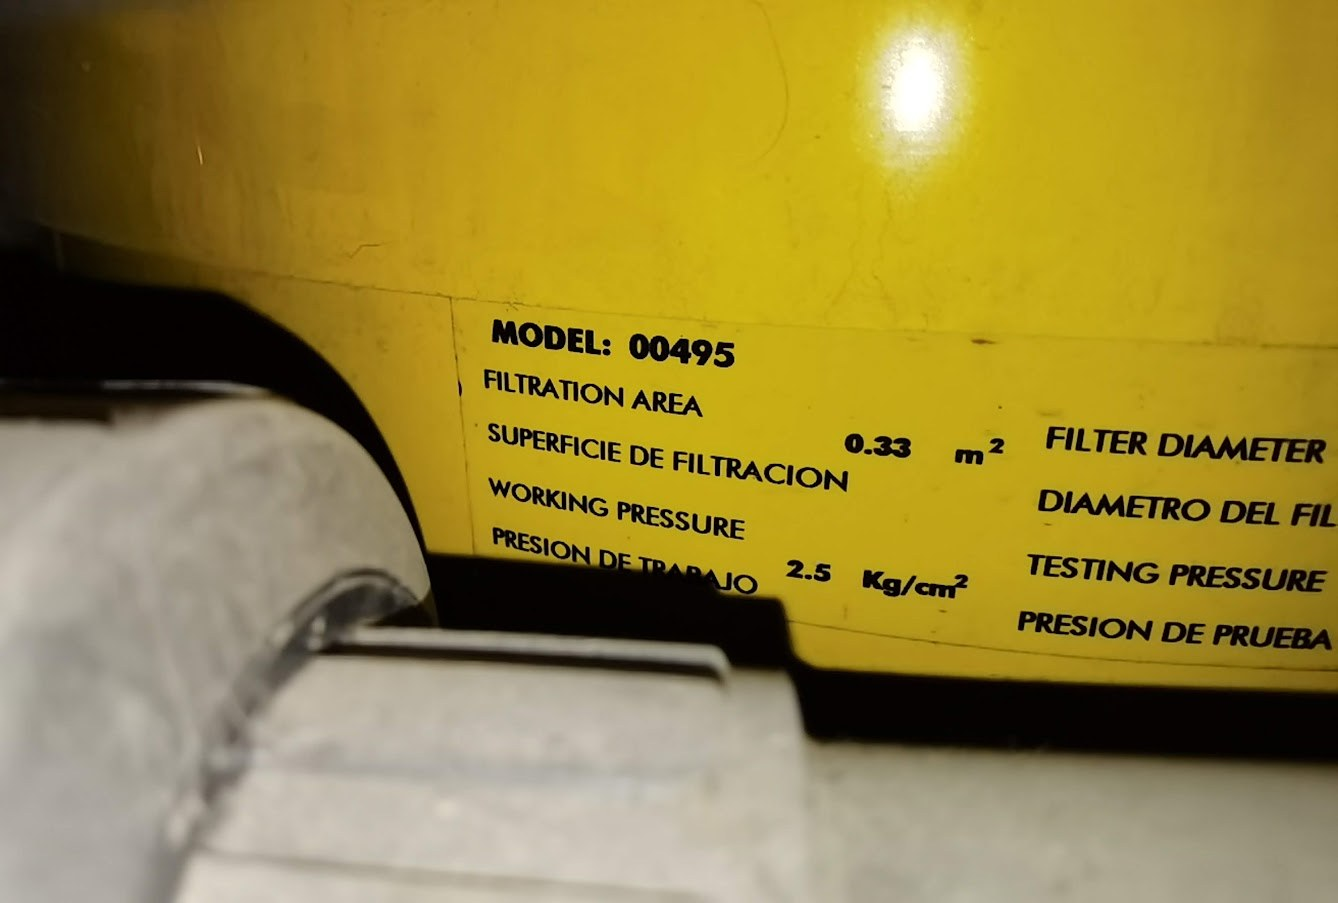 MODEL: 00495
FILTRATION AREA
SUPERFICIE DE FILTRACION
0.33 m²
WORKING PRESSURE
PRESION DE TRABAJO
2.5 Kg/cm²
FILTER DIAMETER
DIAMETRO DEL FIL
TESTING PRESSURE
PRESION DE PRUEBA